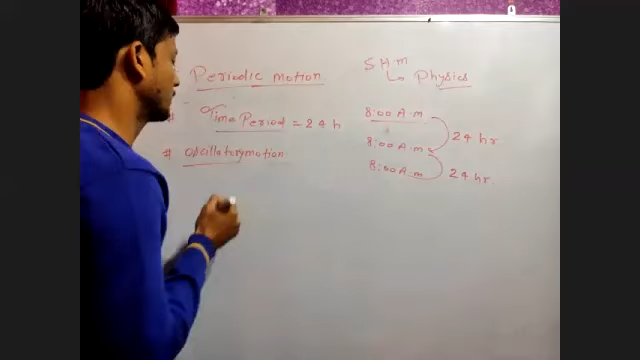 Periodic motion
# Time Period = 24 h
# Oscillatory motion
SHM
↳ Physics
8:00 A.m
8:00 A.m
8:00 A.m
24 hr
24 hr.